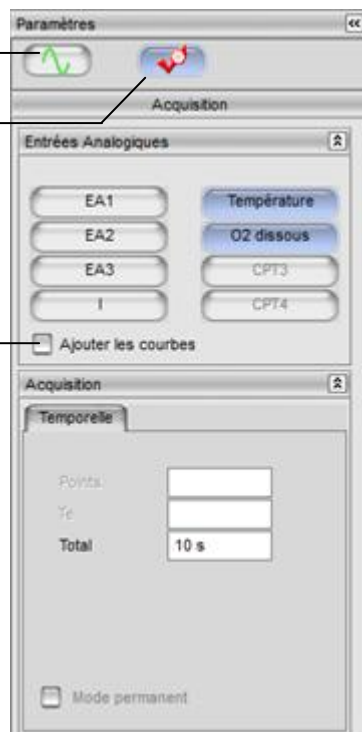 Paramètres
Acquisition
Entrées Analogiques
EA1
Température
EA2
O2 dissous
EA3
CPT3
I
CPT4
Ajouter les courbes
Acquisition
Temporelle
Points
Te
Total
10 s
Mode permanent